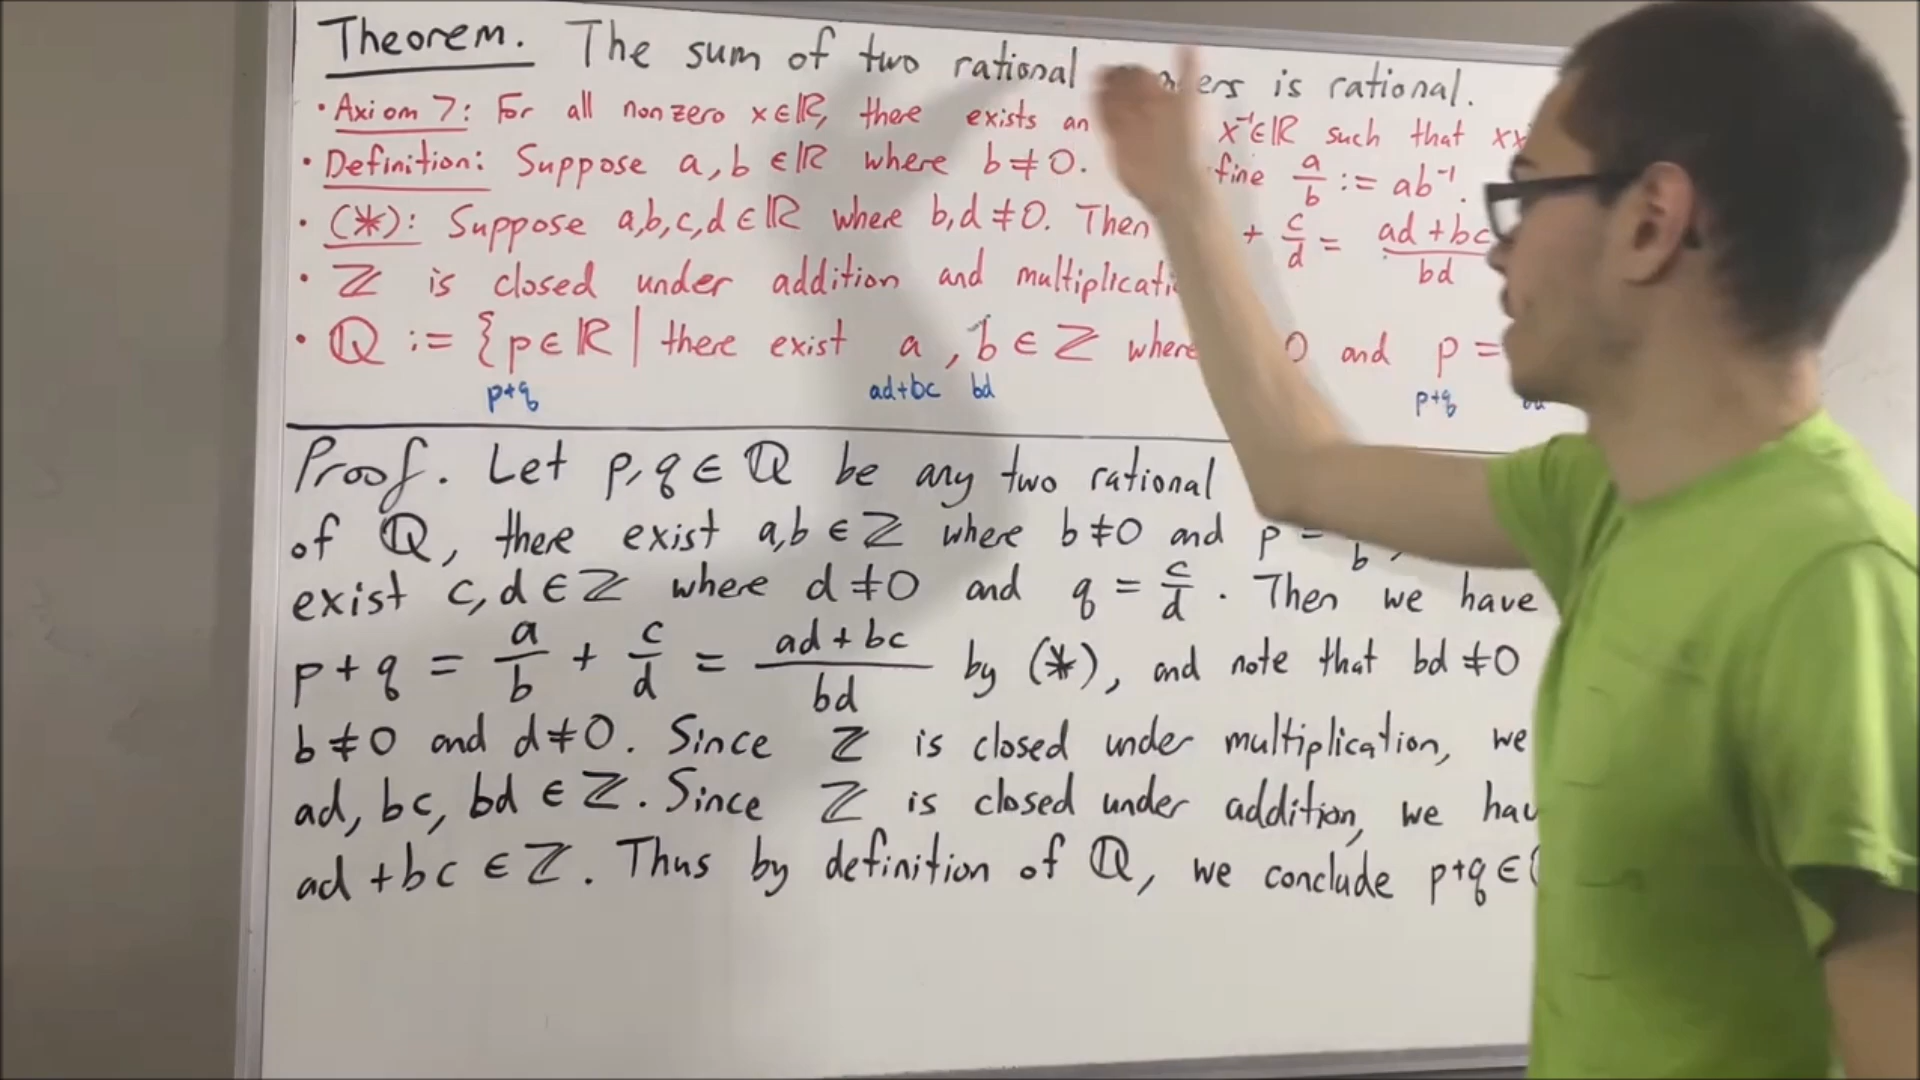 Theorem. The sum of two rational is rational.
• Axiom 7: For all nonzero x∈ℝ, there exists an x⁻¹∈ℝ such that
• Definition: Suppose a, b ∈ℝ where b ≠ 0. a/b := ab⁻¹.
• (*): Suppose a,b,c,d ∈ℝ where b,d ≠ 0. Then + c/d = ad + bc / bd
• ℤ is closed under addition and
• ℚ := { p∈ℝ | there exist a, b ∈ ℤ 0 and p =
p+q ad+bc bd p+q
Proof. Let p,q ∈ ℚ be any two rational
of ℚ, there exist a,b ∈ ℤ where b ≠ 0 and p = b,
exist c,d ∈ ℤ where d ≠ 0 and q = c/d. Then we have
p + q = a/b + c/d = ad + bc / bd by (*), and note that bd ≠ 0
b ≠ 0 and d ≠ 0. Since ℤ is closed under multiplication, we
ad, bc, bd ∈ ℤ. Since ℤ is closed under addition, we
ad + bc ∈ ℤ. Thus by definition of ℚ, we conclude p+q ∈